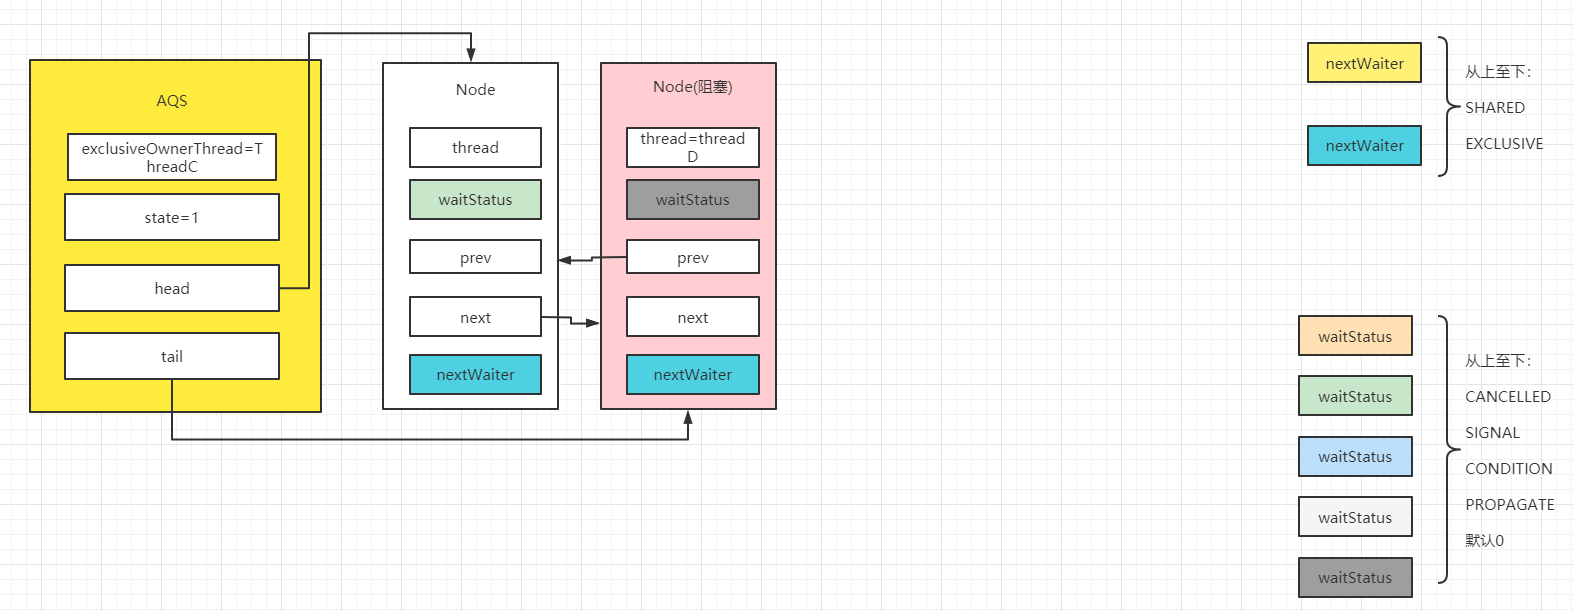 AQS
exclusiveOwnerThread=T
hreadC
state=1
head
tail
Node
thread
waitStatus
prev
next
nextWaiter
Node(阻塞)
thread=thread
D
waitStatus
prev
next
nextWaiter
nextWaiter
nextWaiter
从上至下:
SHARED
EXCLUSIVE
waitStatus
waitStatus
waitStatus
waitStatus
waitStatus
从上至下:
CANCELLED
SIGNAL
CONDITION
PROPAGATE
默认0